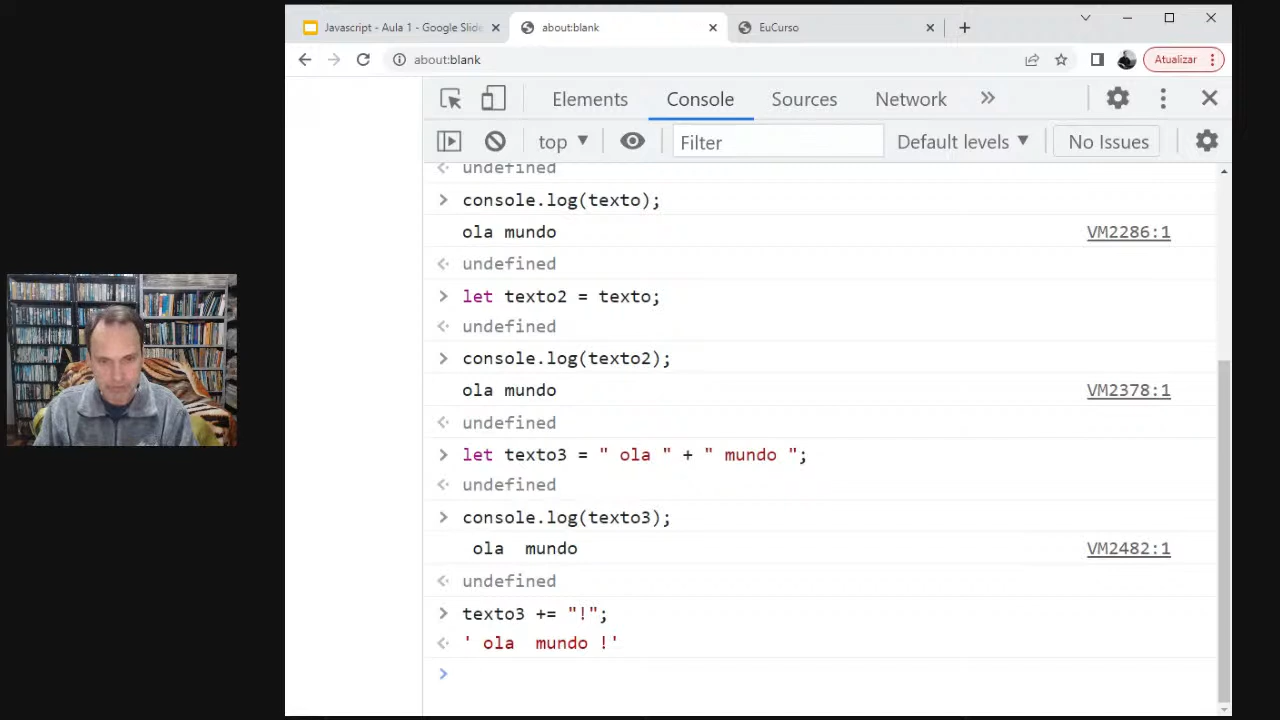 Javascript - Aula 1 - Google Slide
about:blank
EuCurso
about:blank
Atualizar
Elements
Console
Sources
Network
top
Filter
Default levels
No Issues
undefined
console.log(texto);
ola mundo VM2286:1
undefined
let texto2 = texto;
undefined
console.log(texto2);
ola mundo VM2378:1
undefined
let texto3 = " ola " + " mundo ";
undefined
console.log(texto3);
 ola  mundo VM2482:1
undefined
texto3 += "!";
' ola  mundo !'